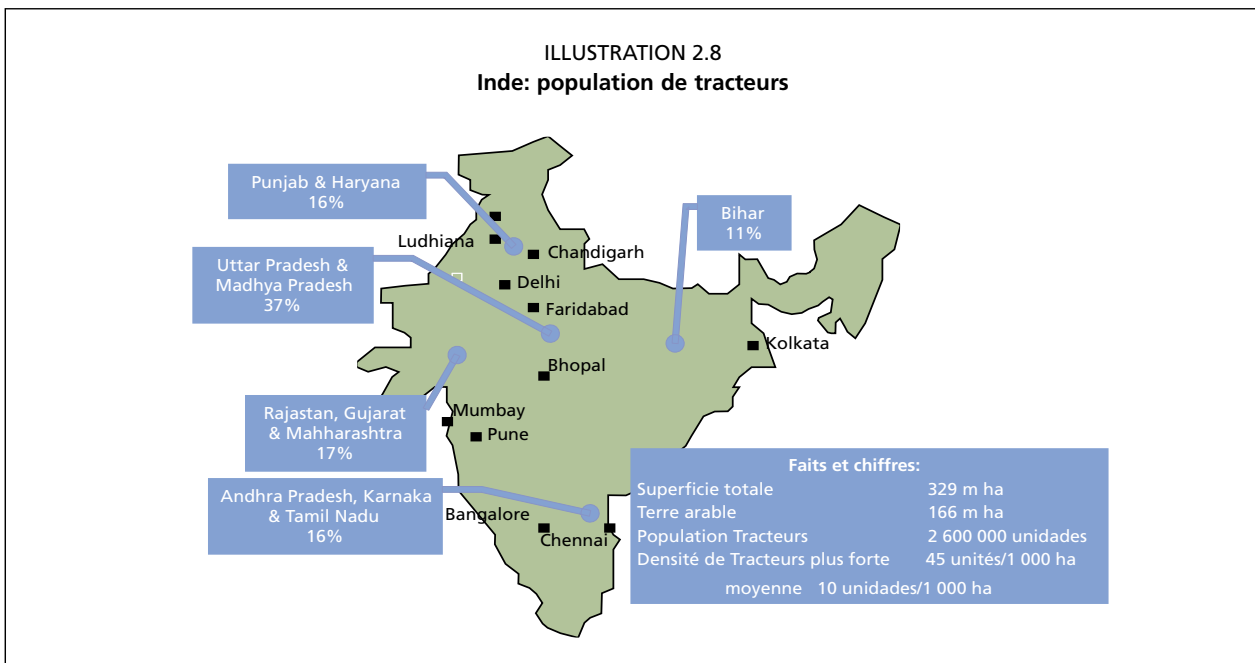 ILLUSTRATION 2.8
Inde: population de tracteurs
Punjab & Haryana
16%
Bihar
11%
Ludhiana
Chandigarh
Uttar Pradesh &
Madhya Pradesh
37%
Delhi
Faridabad
Kolkata
Bhopal
Rajastan, Gujarat
& Mahharashtra
17%
Mumbay
Pune
Andhra Pradesh, Karnaka
& Tamil Nadu
16%
Bangalore
Chennai
Faits et chiffres:
Superficie totale 329 m ha
Terre arable 166 m ha
Population Tracteurs 2 600 000 unidades
Densité de Tracteurs plus forte 45 unités/1 000 ha
moyenne 10 unidades/1 000 ha